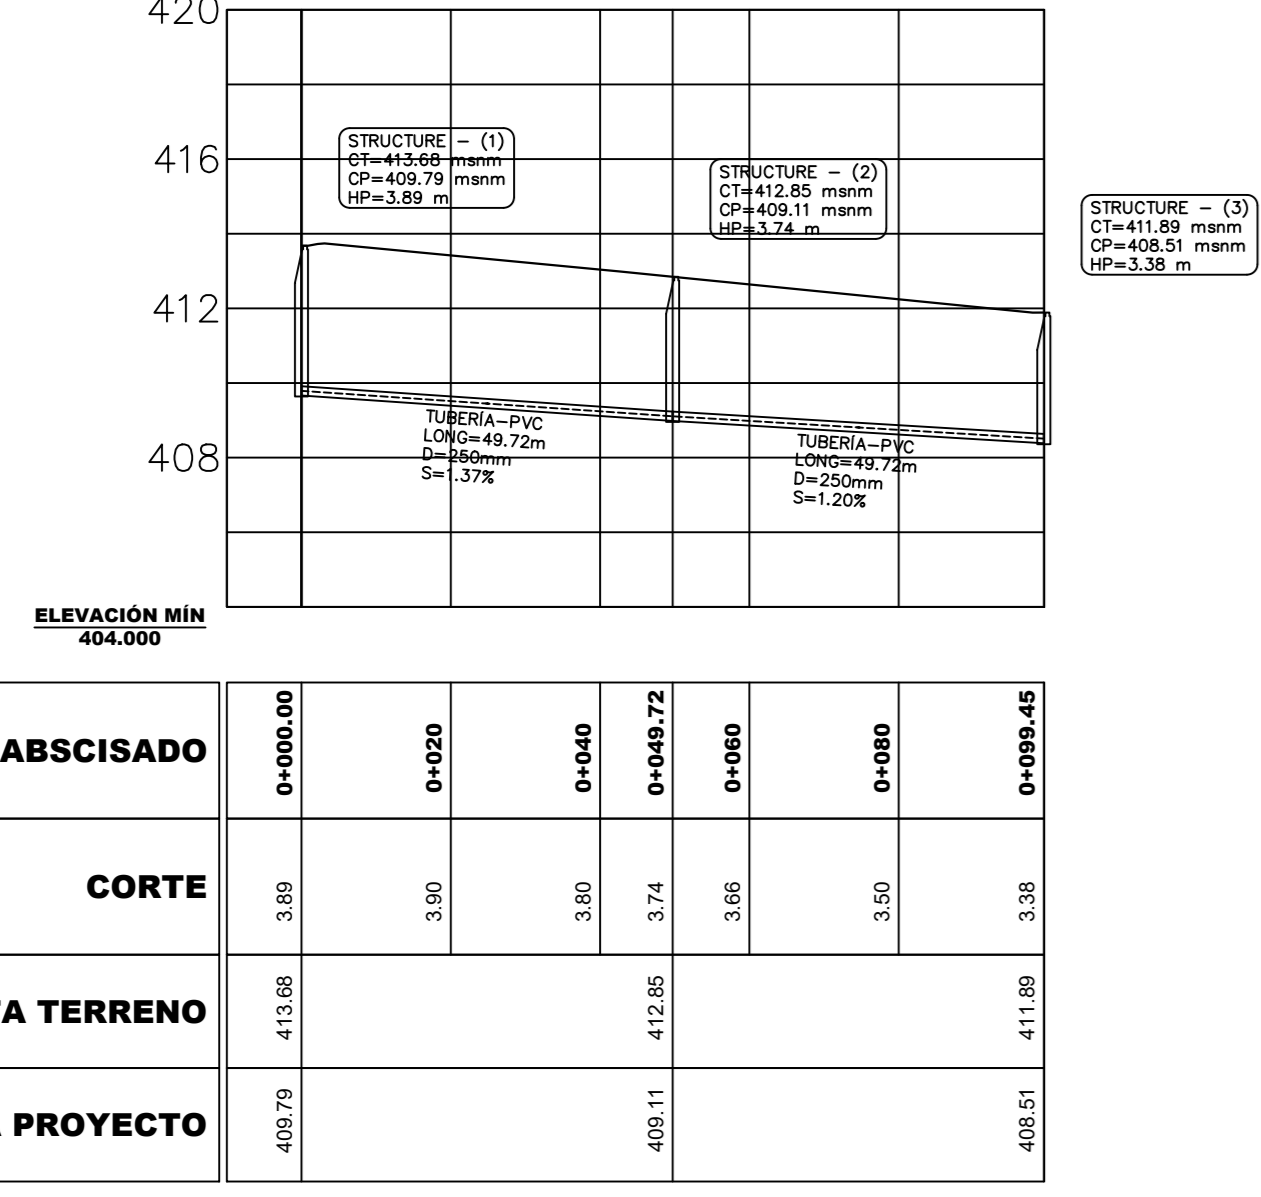 420
416
412
408
STRUCTURE – (1)
CT=413.68 msnm
CP=409.79 msnm
HP=3.89 m
STRUCTURE – (2)
CT=412.85 msnm
CP=409.11 msnm
HP=3.74 m
STRUCTURE – (3)
CT=411.89 msnm
CP=408.51 msnm
HP=3.38 m
TUBERÍA–PVC
LONG=49.72m
D=250mm
S=1.37%
TUBERÍA–PVC
LONG=49.72m
D=250mm
S=1.20%
ELEVACIÓN MÍN
404.000
ABSCISADO
0+000.00
0+020
0+040
0+049.72
0+060
0+080
0+099.45
CORTE
3.89
3.90
3.80
3.74
3.66
3.50
3.38
TA TERRENO
413.68
412.85
411.89
A PROYECTO
409.79
409.11
408.51